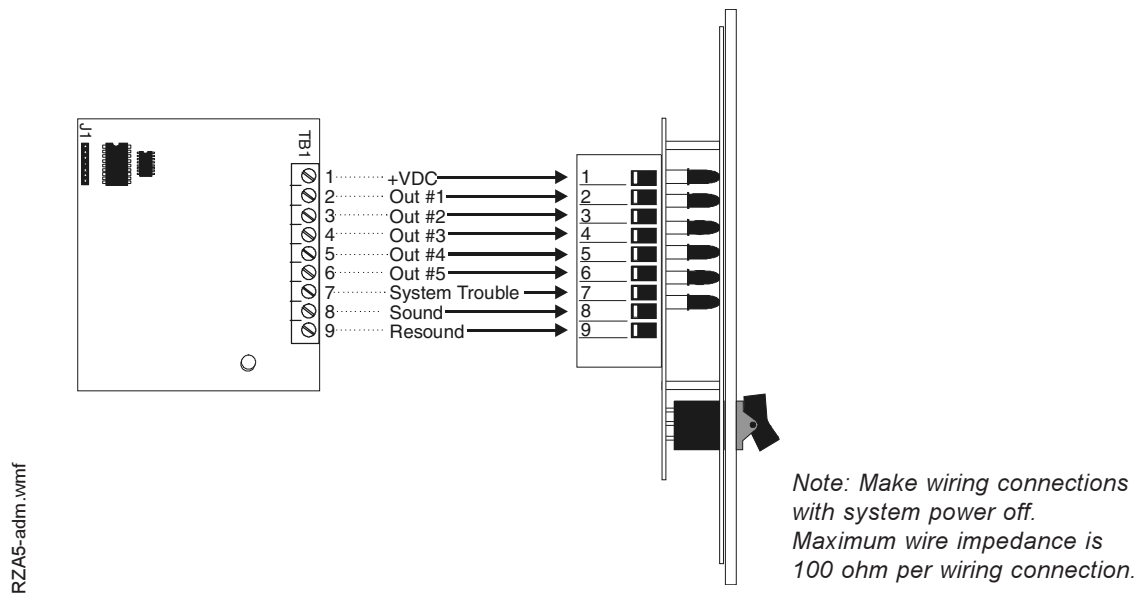 J1
TB1
1 +VDC 1
2 Out #1 2
3 Out #2 3
4 Out #3 4
5 Out #4 5
6 Out #5 6
7 System Trouble 7
8 Sound 8
9 Resound 9
RZA5-adm.wmf
Note: Make wiring connections
with system power off.
Maximum wire impedance is
100 ohm per wiring connection.